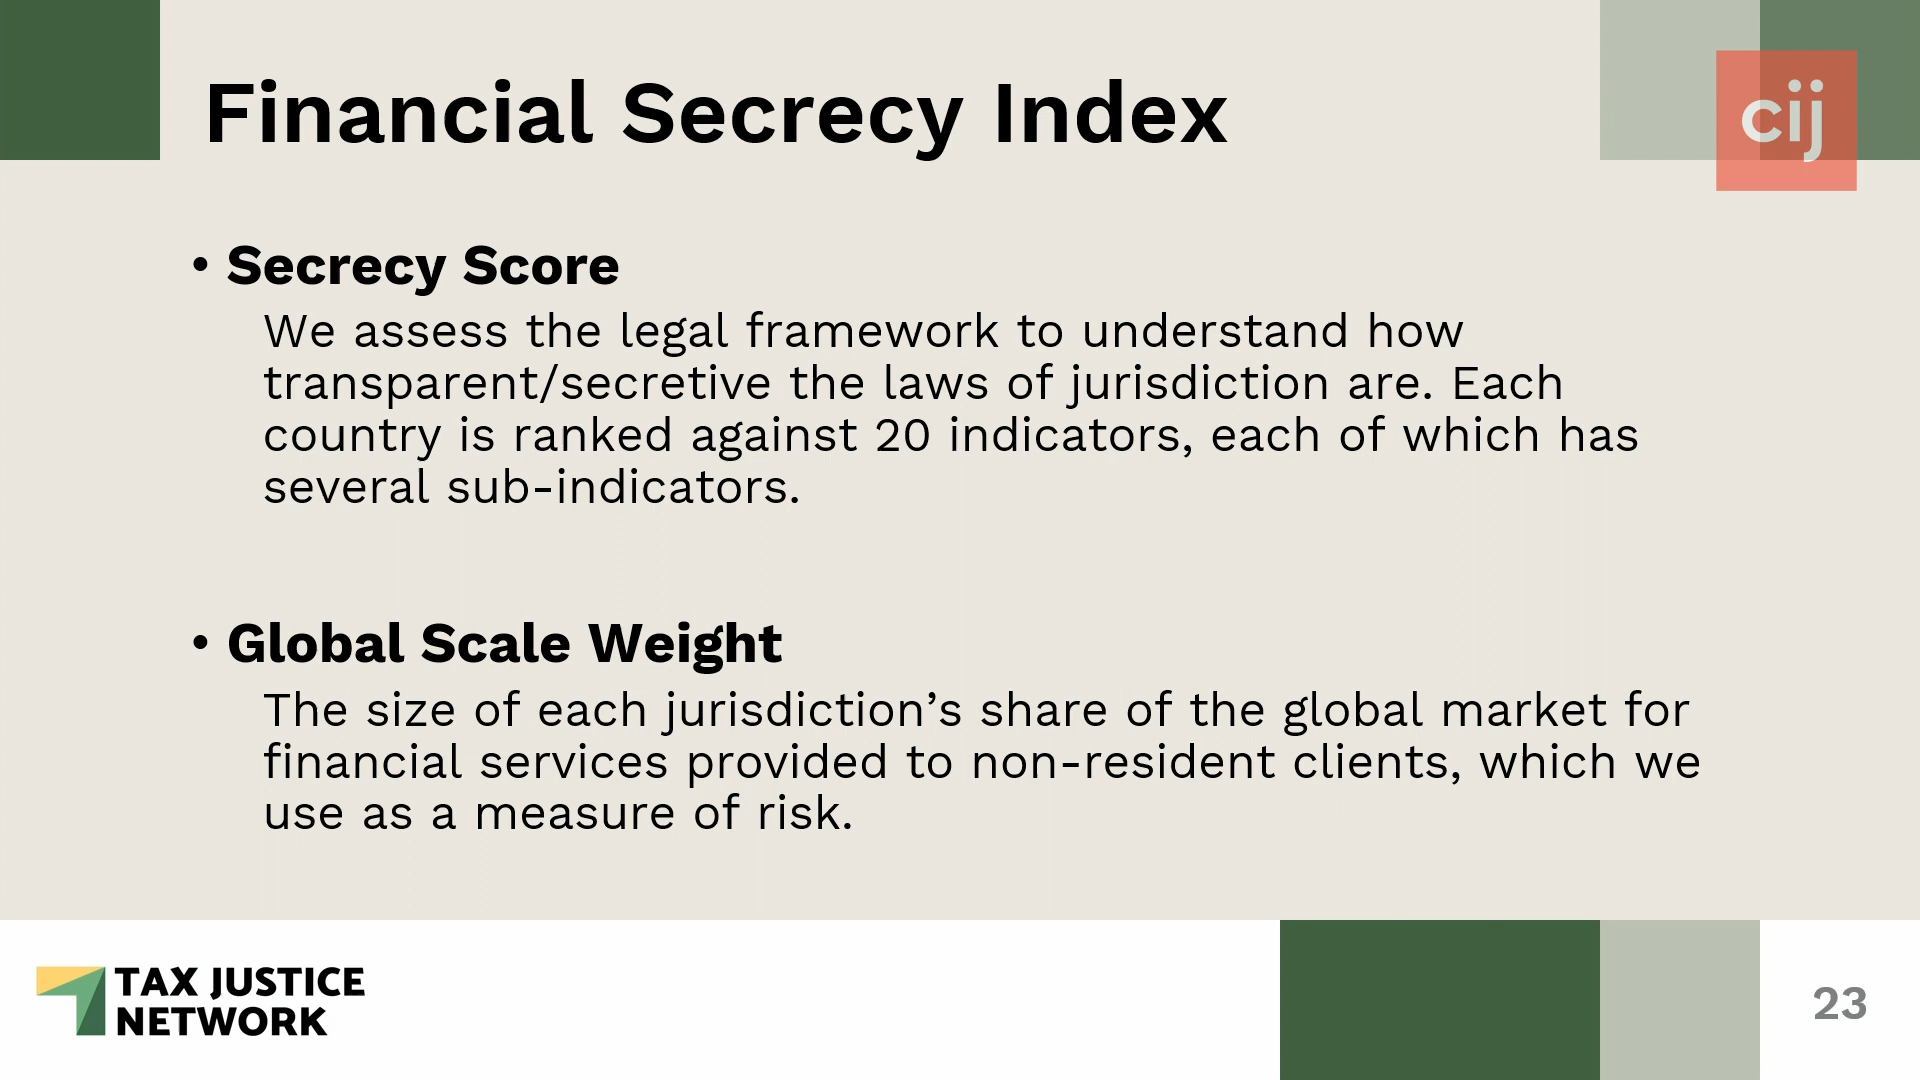 Financial Secrecy Index
cij
• Secrecy Score
We assess the legal framework to understand how
transparent/secretive the laws of jurisdiction are. Each
country is ranked against 20 indicators, each of which has
several sub-indicators.
• Global Scale Weight
The size of each jurisdiction’s share of the global market for
financial services provided to non-resident clients, which we
use as a measure of risk.
TAX JUSTICE
NETWORK
23